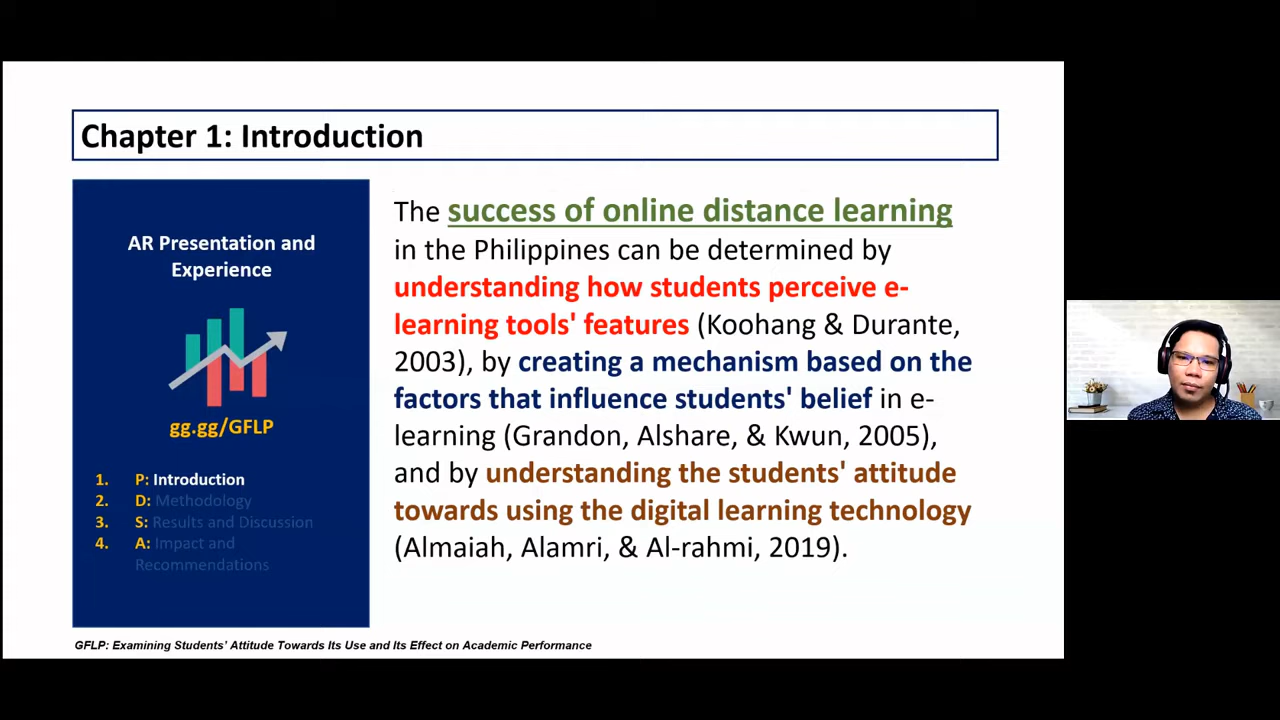 Chapter 1: Introduction
AR Presentation and
Experience
gg.gg/GFLP
1. P: Introduction
2. D: Methodology
3. S: Results and Discussion
4. A: Impact and
Recommendations
The success of online distance learning
in the Philippines can be determined by
understanding how students perceive e-
learning tools' features (Koohang & Durante,
2003), by creating a mechanism based on the
factors that influence students' belief in e-
learning (Grandon, Alshare, & Kwun, 2005),
and by understanding the students' attitude
towards using the digital learning technology
(Almaiah, Alamri, & Al-rahmi, 2019).
GFLP: Examining Students' Attitude Towards Its Use and Its Effect on Academic Performance